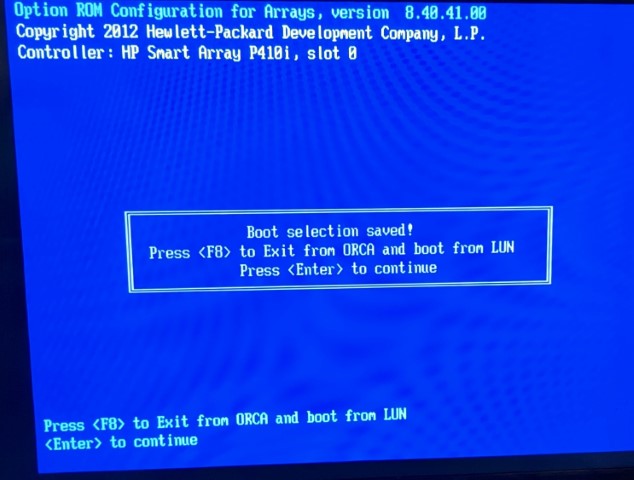 Option ROM Configuration for Arrays, version 8.40.41.00
Copyright 2012 Hewlett-Packard Development Company, L.P.
Controller: HP Smart Array P410i, slot 0
Boot selection saved!
Press <F8> to Exit from ORCA and boot from LUN
Press <Enter> to continue
Press <F8> to Exit from ORCA and boot from LUN
<Enter> to continue